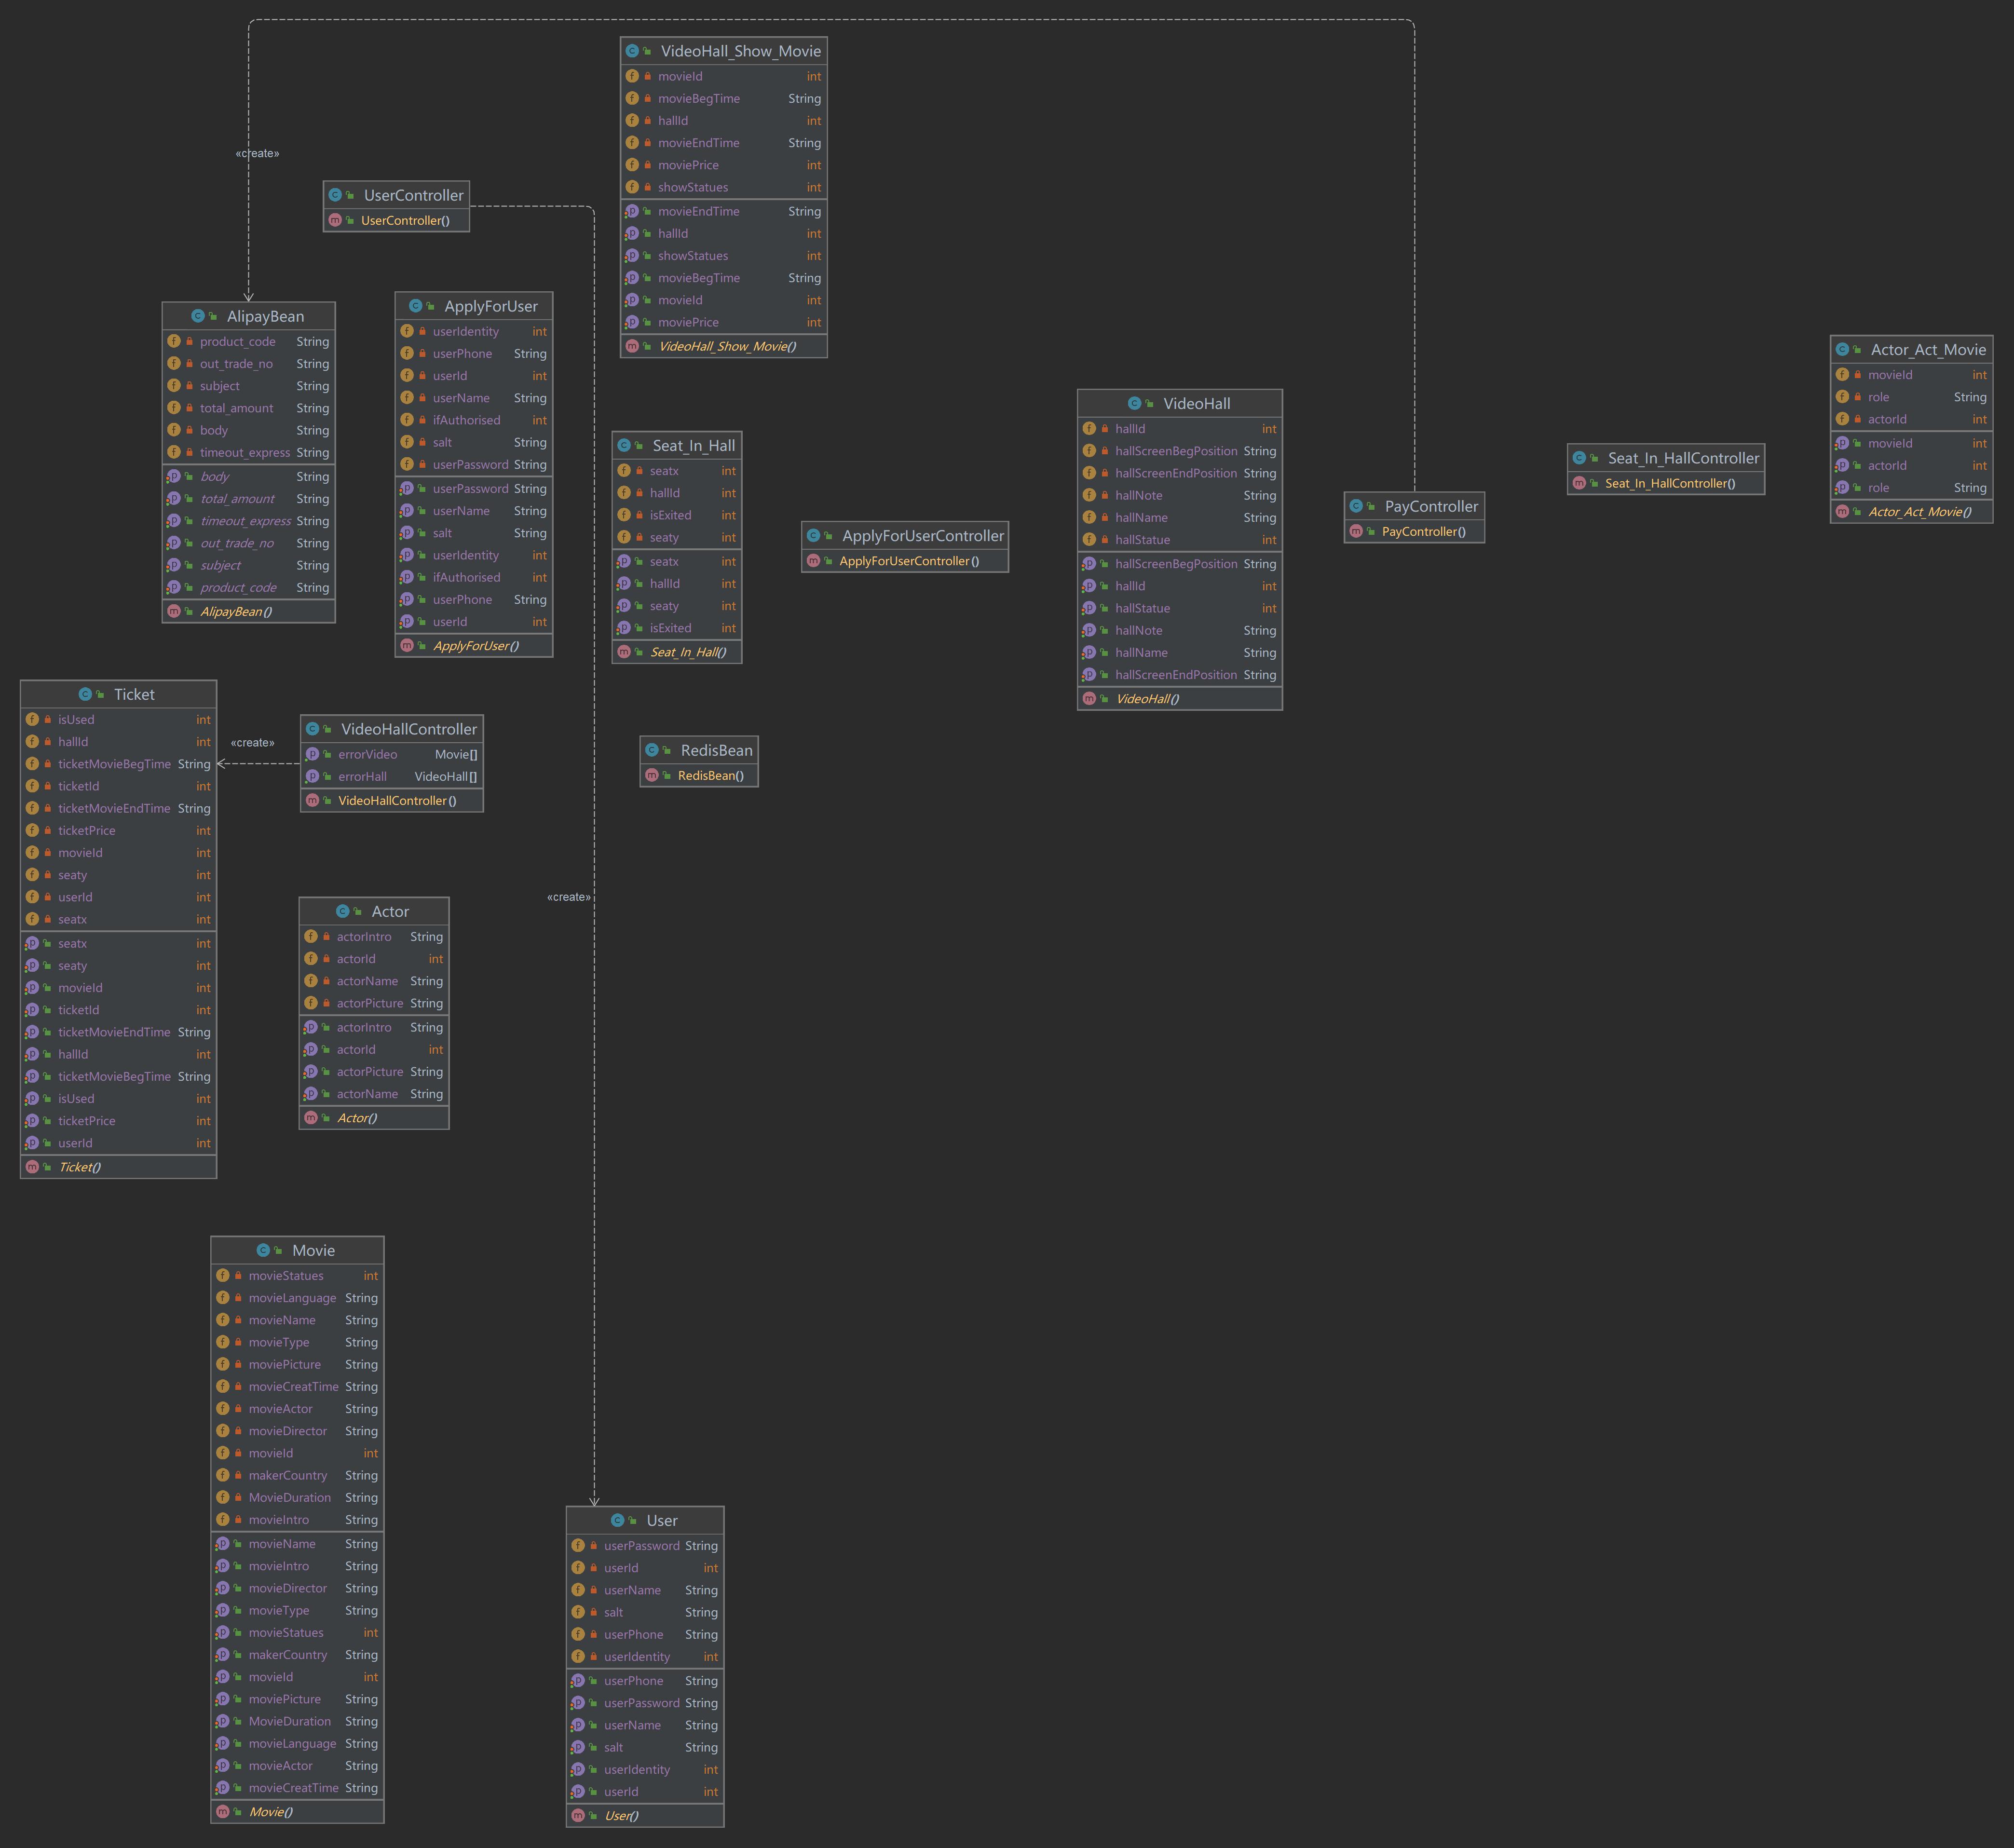 VideoHall_Show_Movie
movieId int
movieBegTime String
hallId int
movieEndTime String
moviePrice int
showStatues int
movieEndTime String
hallId int
showStatues int
movieBegTime String
movieId int
moviePrice int
VideoHall_Show_Movie()
«create»
UserController
UserController()
AlipayBean
product_code String
out_trade_no String
subject String
total_amount String
body String
timeout_express String
body String
total_amount String
timeout_express String
out_trade_no String
subject String
product_code String
AlipayBean()
ApplyForUser
userIdentity int
userPhone String
userId int
userName String
ifAuthorised int
salt String
userPassword String
userPassword String
userName String
salt String
userIdentity int
ifAuthorised int
userPhone String
userId int
ApplyForUser()
Seat_In_Hall
seatx int
hallId int
isExited int
seaty int
seatx int
hallId int
seaty int
isExited int
Seat_In_Hall()
ApplyForUserController
ApplyForUserController()
VideoHall
hallId int
hallScreenBegPosition String
hallScreenEndPosition String
hallNote String
hallName String
hallStatue int
hallScreenBegPosition String
hallId int
hallStatue int
hallNote String
hallName String
hallScreenEndPosition String
VideoHall()
PayController
PayController()
Seat_In_HallController
Seat_In_HallController()
Actor_Act_Movie
movieId int
role String
actorId int
movieId int
actorId int
role String
Actor_Act_Movie()
Ticket
isUsed int
hallId int
ticketMovieBegTime String
ticketId int
ticketMovieEndTime String
ticketPrice int
movieId int
seaty int
userId int
seatx int
seatx int
seaty int
movieId int
ticketId int
ticketMovieEndTime String
hallId int
ticketMovieBegTime String
isUsed int
ticketPrice int
userId int
Ticket()
«create»
VideoHallController
errorVideo Movie[]
errorHall VideoHall[]
VideoHallController()
RedisBean
RedisBean()
Actor
actorIntro String
actorId int
actorName String
actorPicture String
actorIntro String
actorId int
actorPicture String
actorName String
Actor()
«create»
Movie
movieStatues int
movieLanguage String
movieName String
movieType String
moviePicture String
movieCreatTime String
movieActor String
movieDirector String
movieId int
makerCountry String
MovieDuration String
movieIntro String
movieName String
movieIntro String
movieDirector String
movieType String
movieStatues int
makerCountry String
movieId int
moviePicture String
MovieDuration String
movieLanguage String
movieActor String
movieCreatTime String
Movie()
User
userPassword String
userId int
userName String
salt String
userPhone String
userIdentity int
userPhone String
userPassword String
userName String
salt String
userIdentity int
userId int
User()